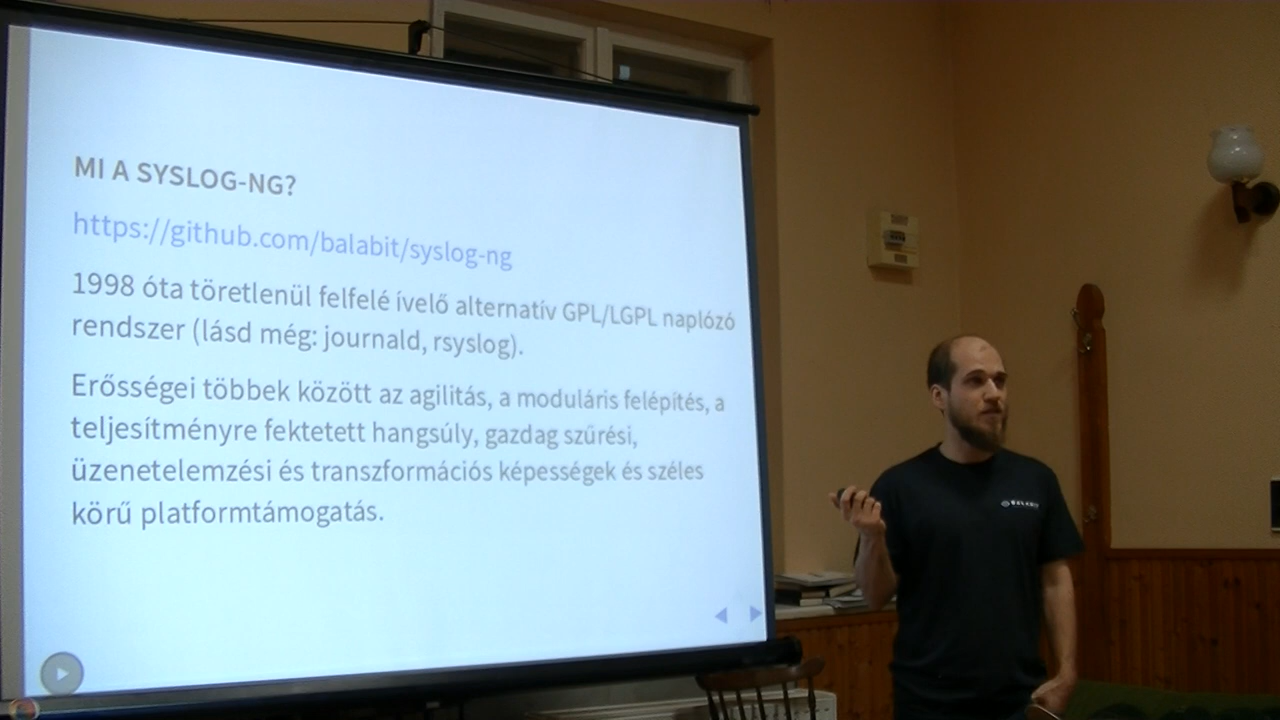 MI A SYSLOG-NG?
https://github.com/balabit/syslog-ng
1998 óta töretlenül felfelé ívelő alternatív GPL/LGPL naplózó
rendszer (lásd még: journald, rsyslog).
Erősségei többek között az agilitás, a moduláris felépítés, a
teljesítményre fektetett hangsúly, gazdag szűrési,
üzenetelemzési és transzformációs képességek és széles
körű platformtámogatás.
BALABIT